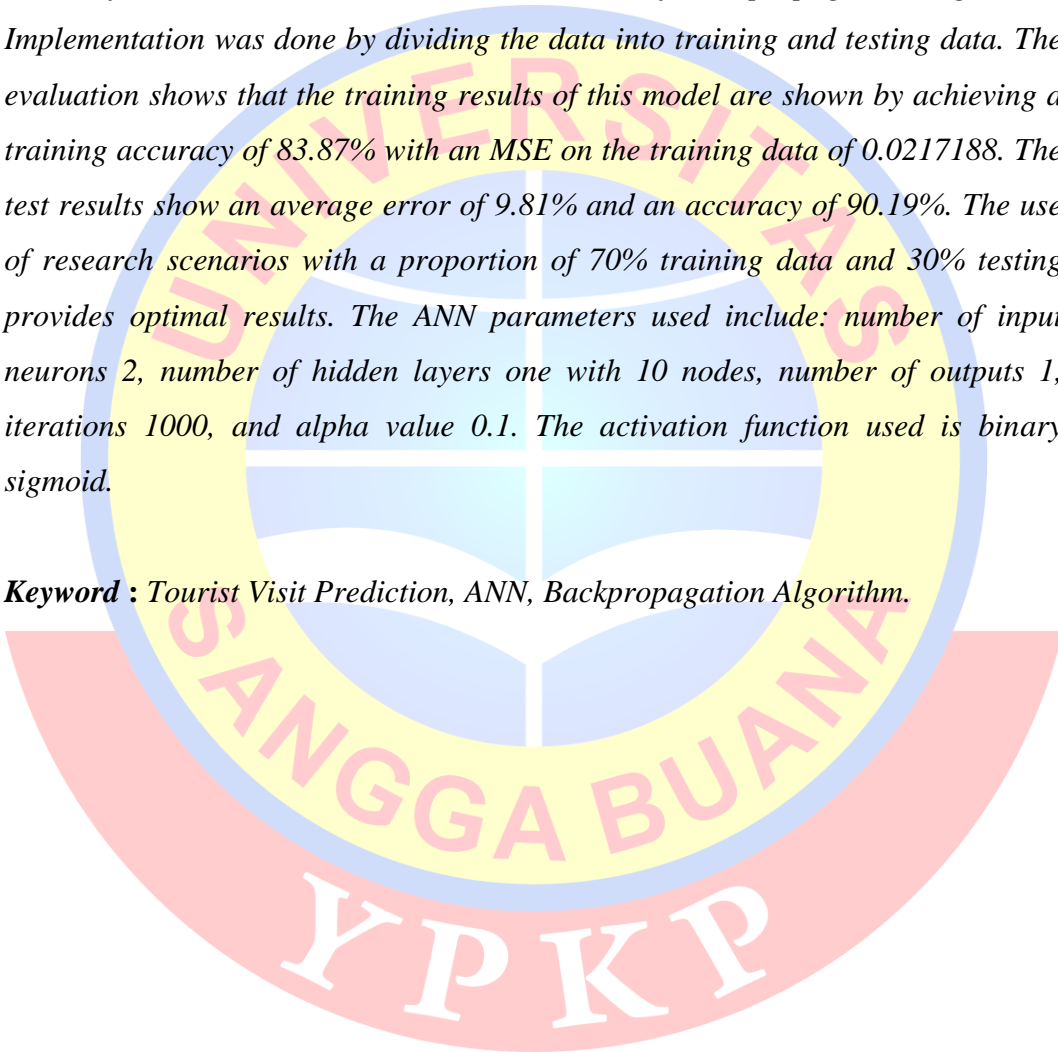 Implementation was done by dividing the data into training and testing data. The
evaluation shows that the training results of this model are shown by achieving a
training accuracy of 83.87% with an MSE on the training data of 0.0217188. The
test results show an average error of 9.81% and an accuracy of 90.19%. The use
of research scenarios with a proportion of 70% training data and 30% testing
provides optimal results. The ANN parameters used include: number of input
neurons 2, number of hidden layers one with 10 nodes, number of outputs 1,
iterations 1000, and alpha value 0.1. The activation function used is binary
sigmoid.
Keyword : Tourist Visit Prediction, ANN, Backpropagation Algorithm.
UNIVERSITAS
SANGGA BUANA
YPKP